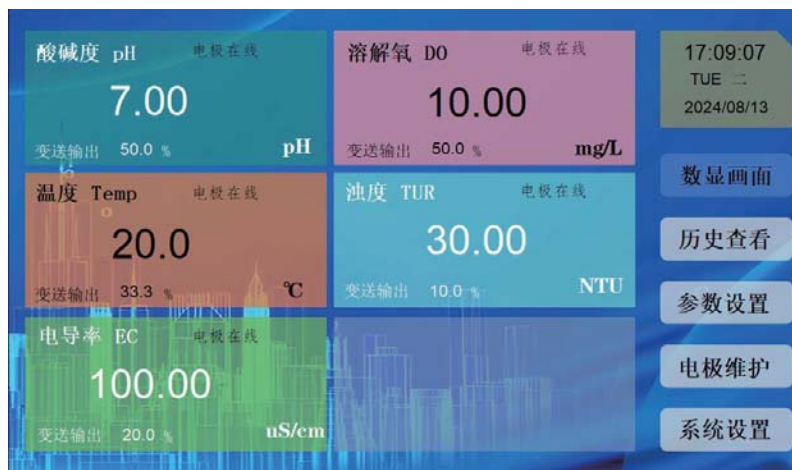 酸碱度 pH 电极在线
7.00
变送输出 50.0 % pH
溶解氧 DO 电极在线
10.00
变送输出 50.0 % mg/L
17:09:07
TUE 二
2024/08/13
温度 Temp 电极在线
20.0
变送输出 33.3 % ℃
浊度 TUR 电极在线
30.00
变送输出 10.0 % NTU
电导率 EC 电极在线
100.00
变送输出 20.0 % uS/cm
数显画面
历史查看
参数设置
电极维护
系统设置